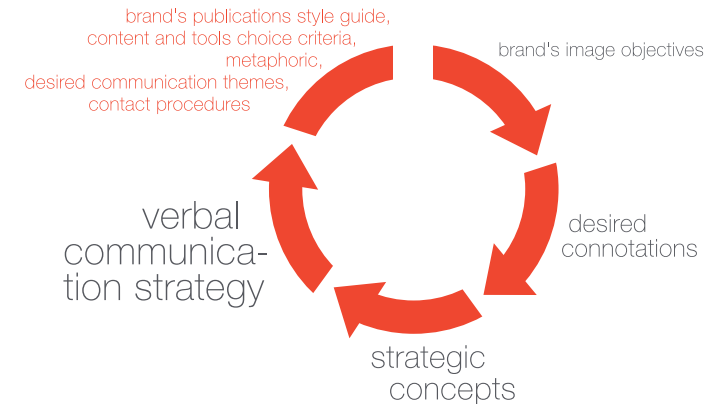 brand's publications style guide,
content and tools choice criteria,
metaphoric,
desired communication themes,
contact procedures
brand's image objectives
desired
connotations
strategic
concepts
verbal
communica-
tion strategy